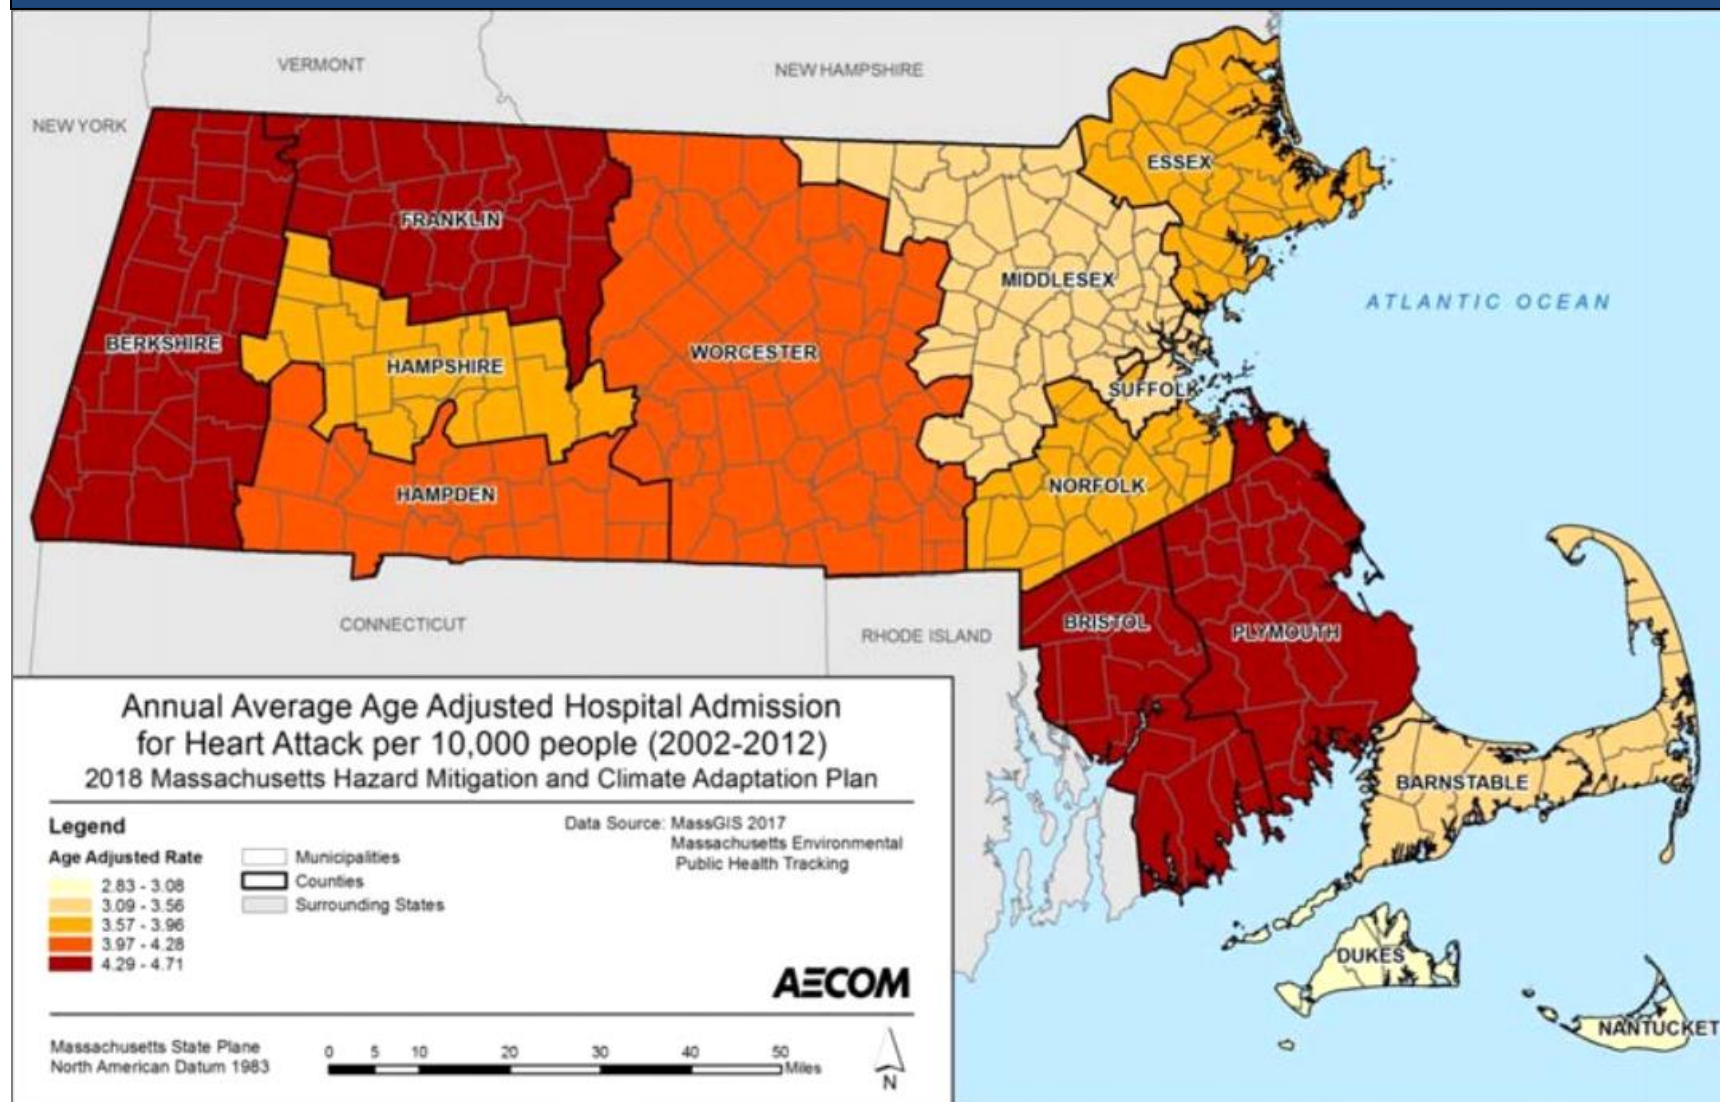 VERMONT
NEW HAMPSHIRE
NEW YORK
ESSEX
FRANKLIN
MIDDLESEX
ATLANTIC OCEAN
BERKSHIRE
WORCESTER
HAMPSHIRE
SUFFOLK
NORFOLK
HAMPDEN
CONNECTICUT
RHODE ISLAND
BRISTOL
PLYMOUTH
BARNSTABLE
DUKES
NANTUCKET
Annual Average Age Adjusted Hospital Admission
for Heart Attack per 10,000 people (2002-2012)
2018 Massachusetts Hazard Mitigation and Climate Adaptation Plan
Legend
Age Adjusted Rate
2.83 - 3.08
3.09 - 3.56
3.57 - 3.96
3.97 - 4.28
4.29 - 4.71
Municipalities
Counties
Surrounding States
Data Source: MassGIS 2017
Massachusetts Environmental
Public Health Tracking
AECOM
Massachusetts State Plane
North American Datum 1983
0 5 10 20 30 40 50
Miles
N